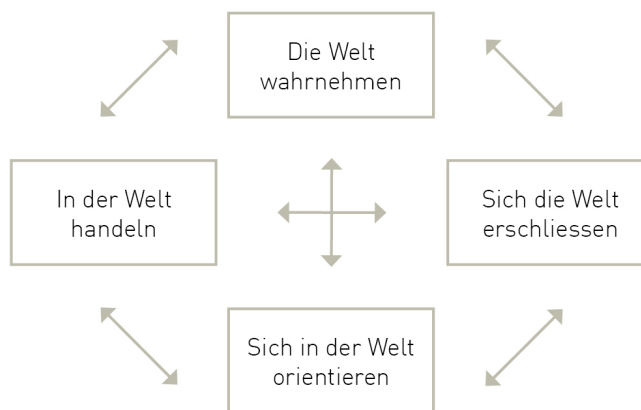 Die Welt
wahrnehmen
In der Welt
handeln
Sich die Welt
erschliessen
Sich in der Welt
orientieren